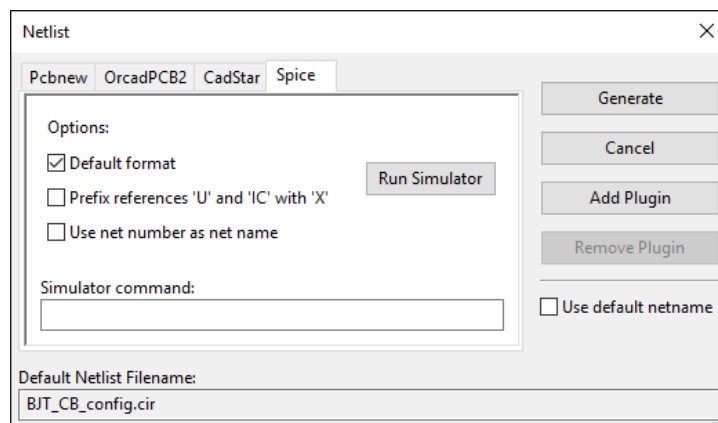 Netlist
Pcbnew OrcadPCB2 CadStar Spice
Generate
Options:
Cancel
Default format
Run Simulator
Prefix references 'U' and 'IC' with 'X'
Add Plugin
Use net number as net name
Remove Plugin
Simulator command:
Use default netname
Default Netlist Filename:
BJT_CB_config.cir